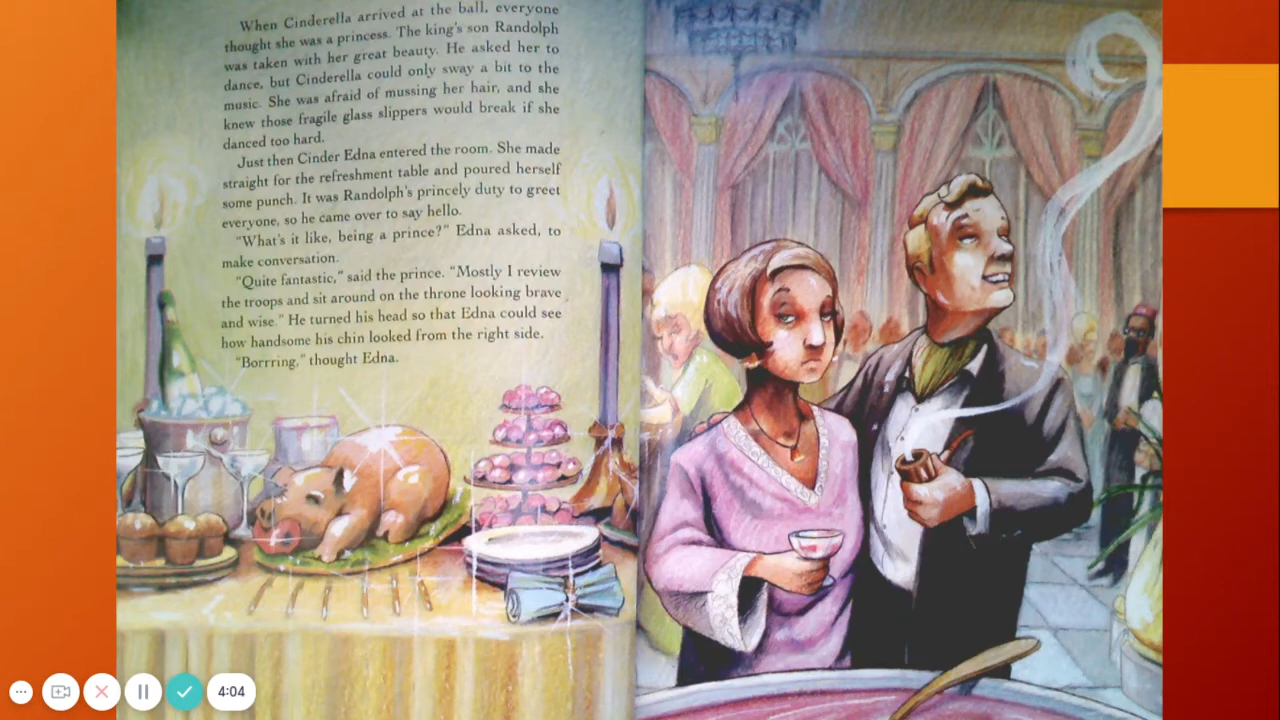 When Cinderella arrived at the ball, everyone
thought she was a princess. The king's son Randolph
was taken with her great beauty. He asked her to
dance, but Cinderella could only sway a bit to the
music. She was afraid of mussing her hair, and she
knew those fragile glass slippers would break if she
danced too hard.
Just then Cinder Edna entered the room. She made
straight for the refreshment table and poured herself
some punch. It was Randolph's princely duty to greet
everyone, so he came over to say hello.
"What's it like, being a prince?" Edna asked, to
make conversation.
"Quite fantastic," said the prince. "Mostly I review
the troops and sit around on the throne looking brave
and wise." He turned his head so that Edna could see
how handsome his chin looked from the right side.
"Borrring," thought Edna.
4:04